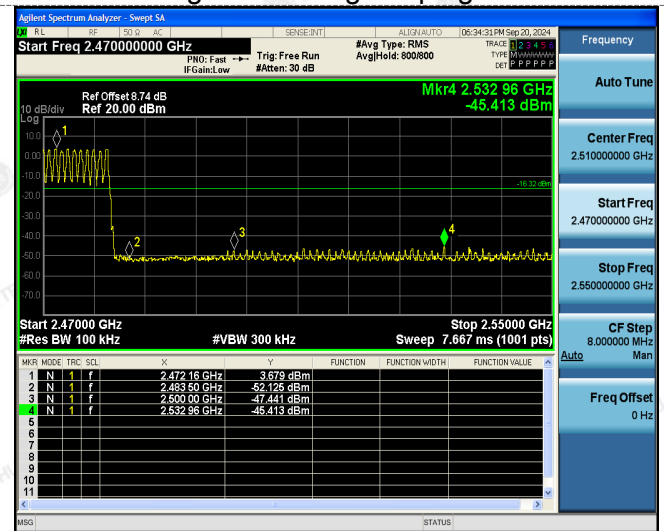 Agilent Spectrum Analyzer - Swept SA
RL RF 50 Ω AC SENSE:INT ALIGNAUTO 06:34:31 PM Sep 20, 2024
Start Freq 2.470000000 GHz
PNO: Fast
IFGain:Low
Trig: Free Run
#Atten: 30 dB
#Avg Type: RMS
Avg|Hold: 800/800
TRACE 1 2 3 4 5 6
TYPE M
DET P P P P P P
Ref Offset 8.74 dB
Ref 20.00 dBm
Mkr4 2.532 96 GHz
-45.413 dBm
10 dB/div
Log
10.0
0.00
-10.0
-20.0
-30.0
-40.0
-50.0
-60.0
-70.0
1
2
3
4
-16.32 dBm
Start 2.47000 GHz
Stop 2.55000 GHz
#Res BW 100 kHz
#VBW 300 kHz
Sweep 7.667 ms (1001 pts)
MKR MODE TRC SCL X Y FUNCTION FUNCTION WIDTH FUNCTION VALUE
1 N 1 f 2.472 16 GHz 3.679 dBm
2 N 1 f 2.483 50 GHz -52.125 dBm
3 N 1 f 2.500 00 GHz -47.441 dBm
4 N 1 f 2.532 96 GHz -45.413 dBm
5
6
7
8
9
10
11
MSG STATUS
Frequency
Auto Tune
Center Freq
2.510000000 GHz
Start Freq
2.470000000 GHz
Stop Freq
2.550000000 GHz
CF Step
8.000000 MHz
Auto Man
Freq Offset
0 Hz